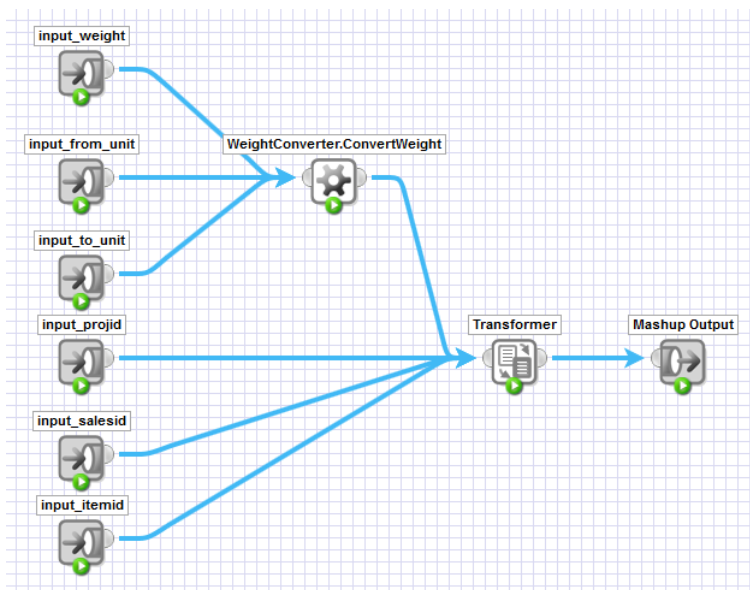 input_weight
input_from_unit
WeightConverter.ConvertWeight
input_to_unit
input_projid
Transformer
Mashup Output
input_salesid
input_itemid